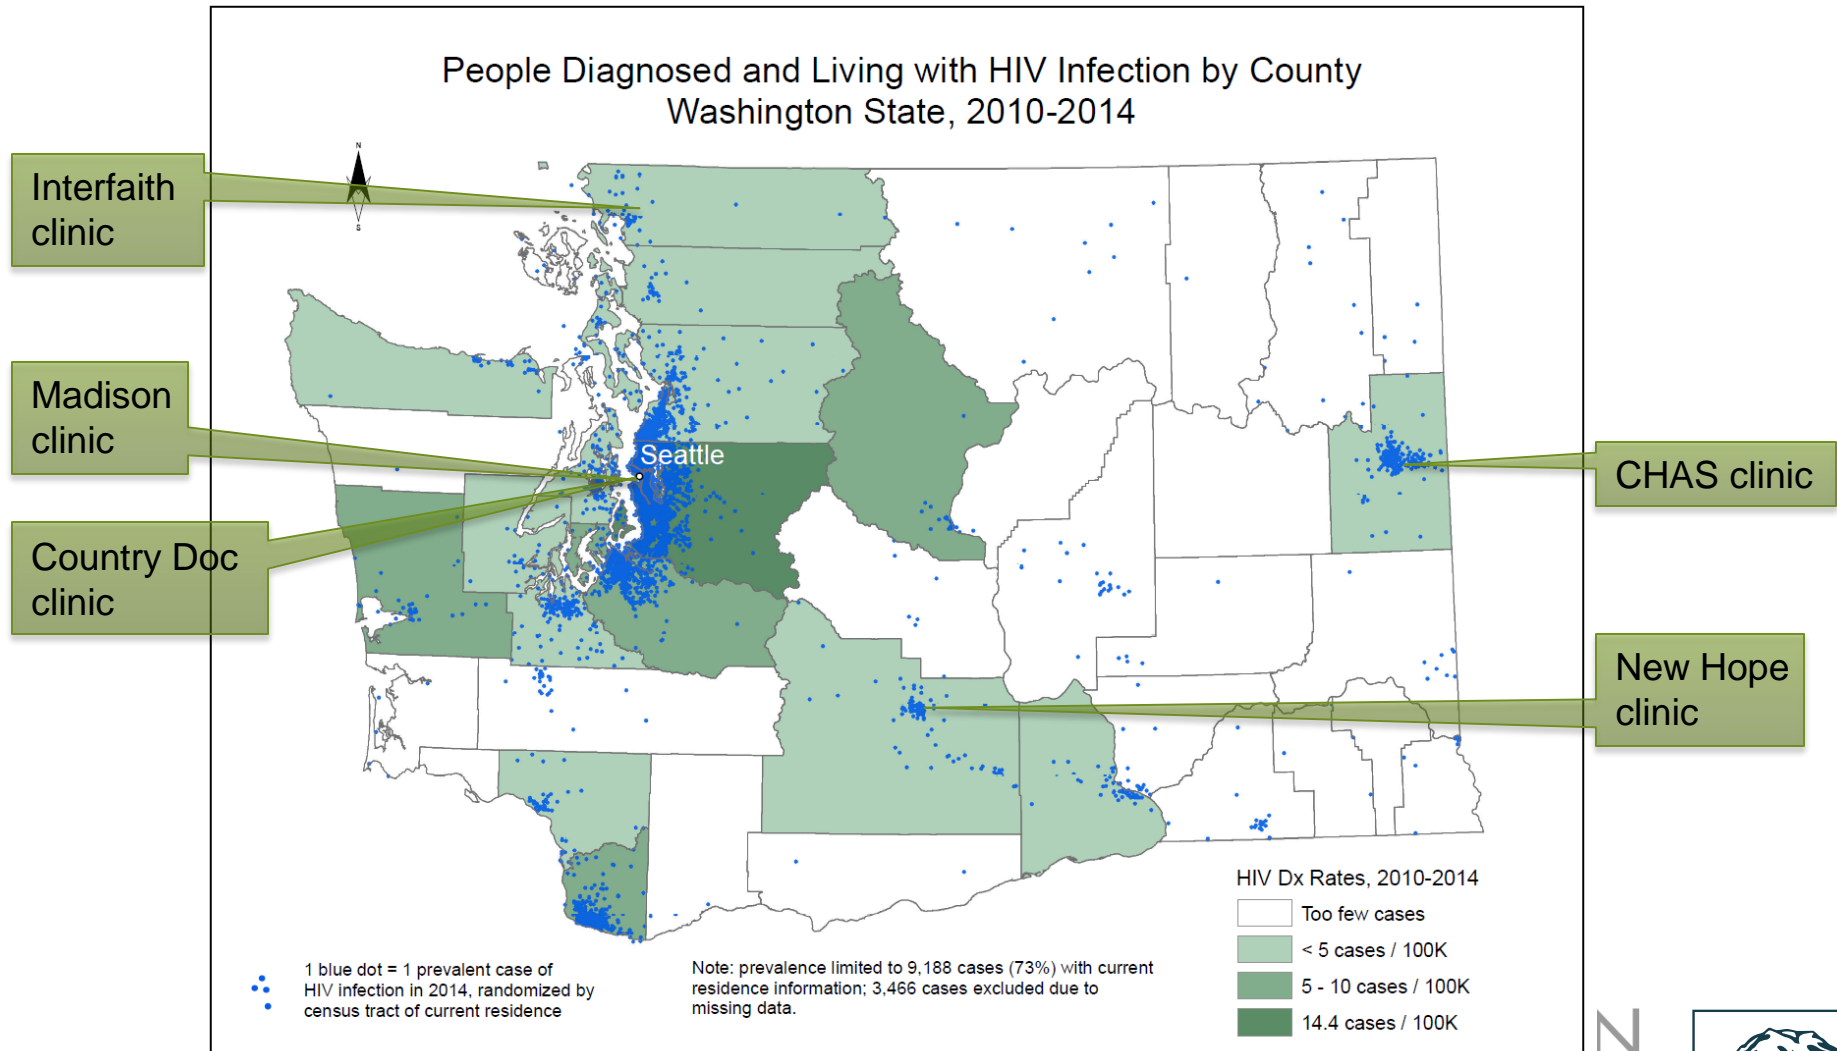 People Diagnosed and Living with HIV Infection by County
Washington State, 2010-2014
N
S
Interfaith
clinic
Madison
clinic
Seattle
Country Doc
clinic
CHAS clinic
New Hope
clinic
HIV Dx Rates, 2010-2014
Too few cases
< 5 cases / 100K
5 - 10 cases / 100K
14.4 cases / 100K
1 blue dot = 1 prevalent case of
HIV infection in 2014, randomized by
census tract of current residence
Note: prevalence limited to 9,188 cases (73%) with current
residence information; 3,466 cases excluded due to
missing data.
N